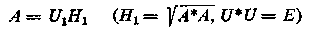 A = U₁H₁ (H₁ = √A*A, U*U = E)